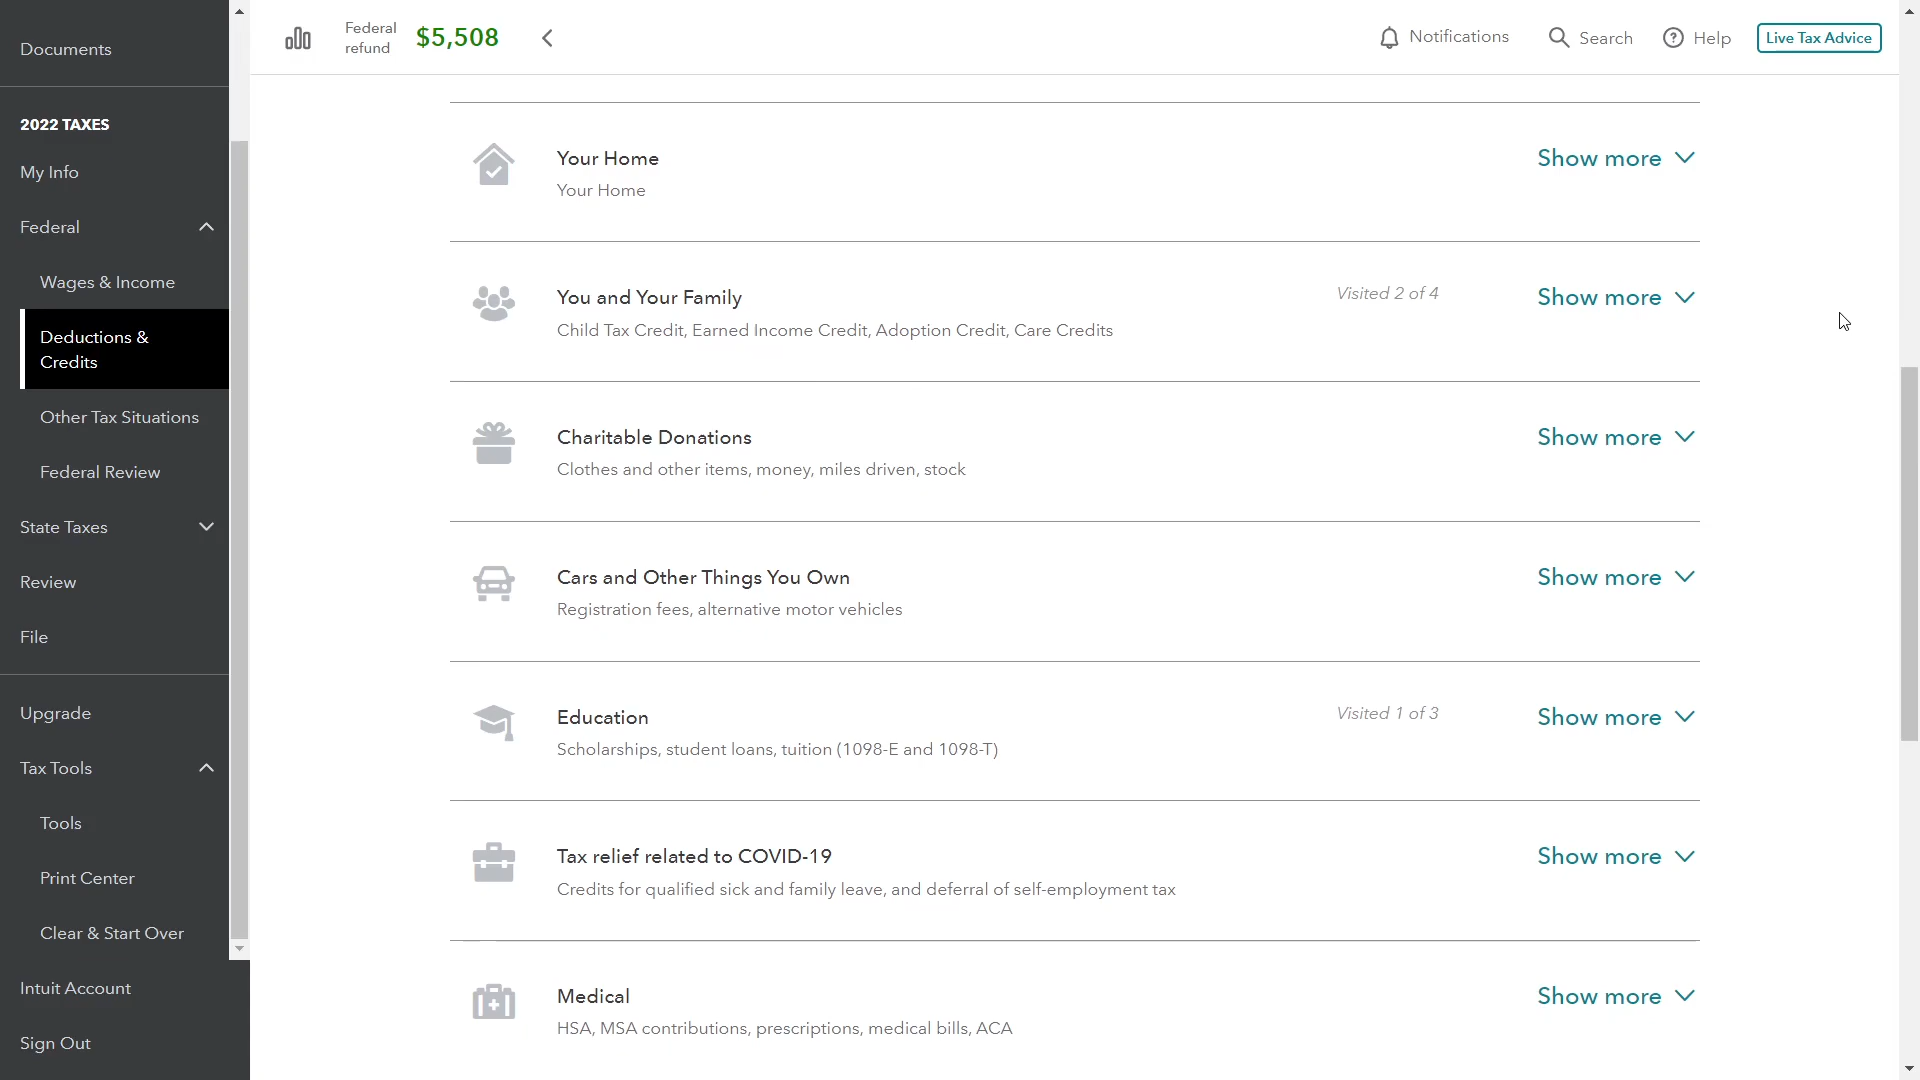 Documents
2022 TAXES
My Info
Federal
Wages & Income
Deductions &
Credits
Other Tax Situations
Federal Review
State Taxes
Review
File
Upgrade
Tax Tools
Tools
Print Center
Clear & Start Over
Intuit Account
Sign Out
Federal
refund
$5,508
Notifications
Search
Help
Live Tax Advice
Your Home
Show more
Your Home
You and Your Family
Visited 2 of 4
Show more
Child Tax Credit, Earned Income Credit, Adoption Credit, Care Credits
Charitable Donations
Show more
Clothes and other items, money, miles driven, stock
Cars and Other Things You Own
Show more
Registration fees, alternative motor vehicles
Education
Visited 1 of 3
Show more
Scholarships, student loans, tuition (1098-E and 1098-T)
Tax relief related to COVID-19
Show more
Credits for qualified sick and family leave, and deferral of self-employment tax
Medical
Show more
HSA, MSA contributions, prescriptions, medical bills, ACA